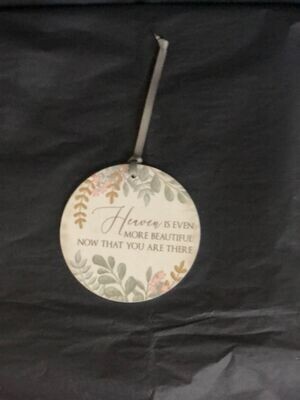 Heaven IS EVEN
MORE BEAUTIFUL
NOW THAT YOU ARE THERE